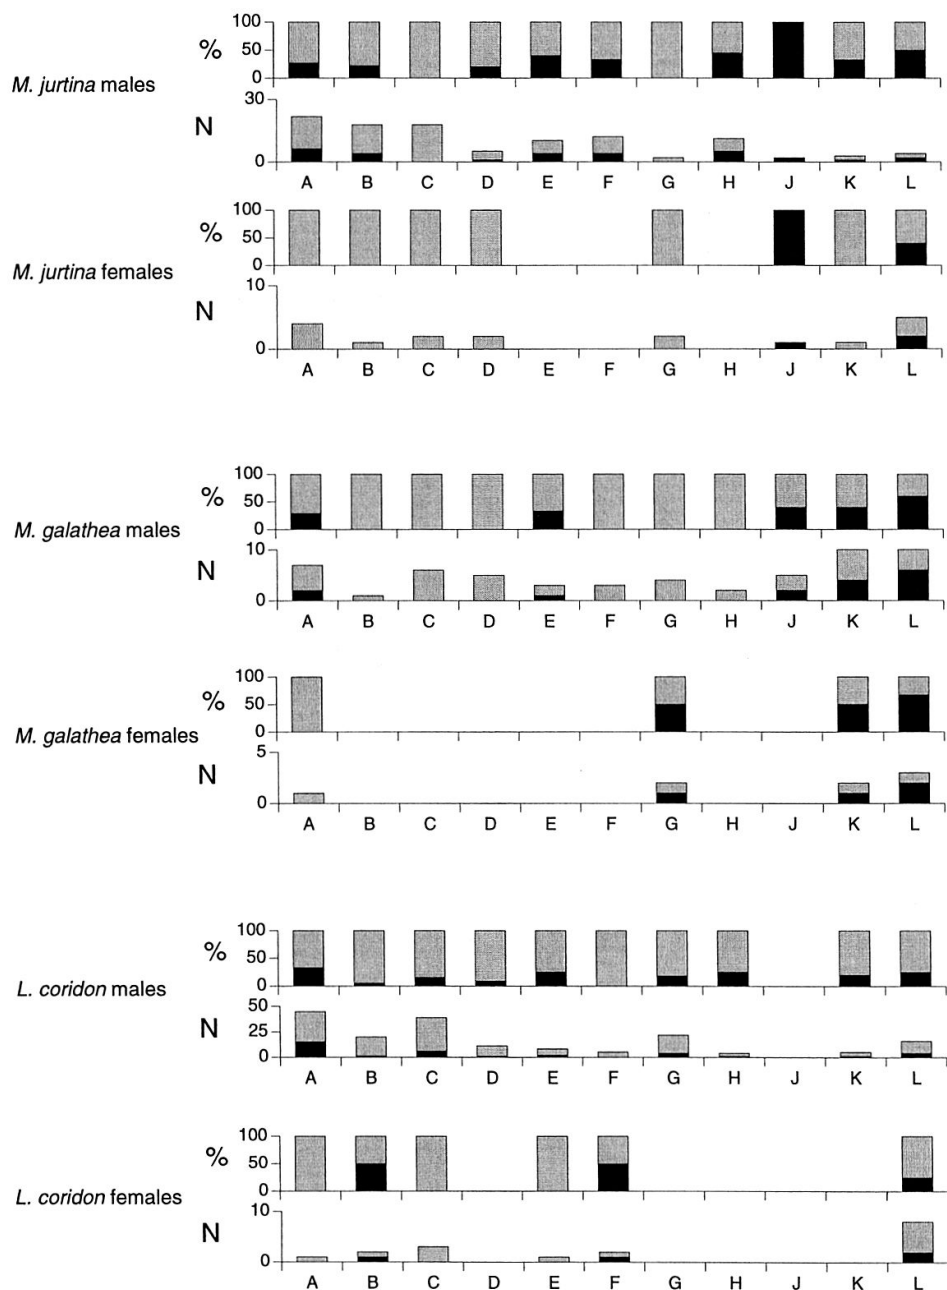 100
% 50
0
M. jurtina males
30
N
0
A B C D E F G H J K L
100
% 50
0
M. jurtina females
10
N
0
A B C D E F G H J K L
100
% 50
0
M. galathea males
10
N
0
A B C D E F G H J K L
100
% 50
0
M. galathea females
5
N
0
A B C D E F G H J K L
100
% 50
0
L. coridon males
50
N 25
0
A B C D E F G H J K L
100
% 50
0
L. coridon females
10
N
0
A B C D E F G H J K L